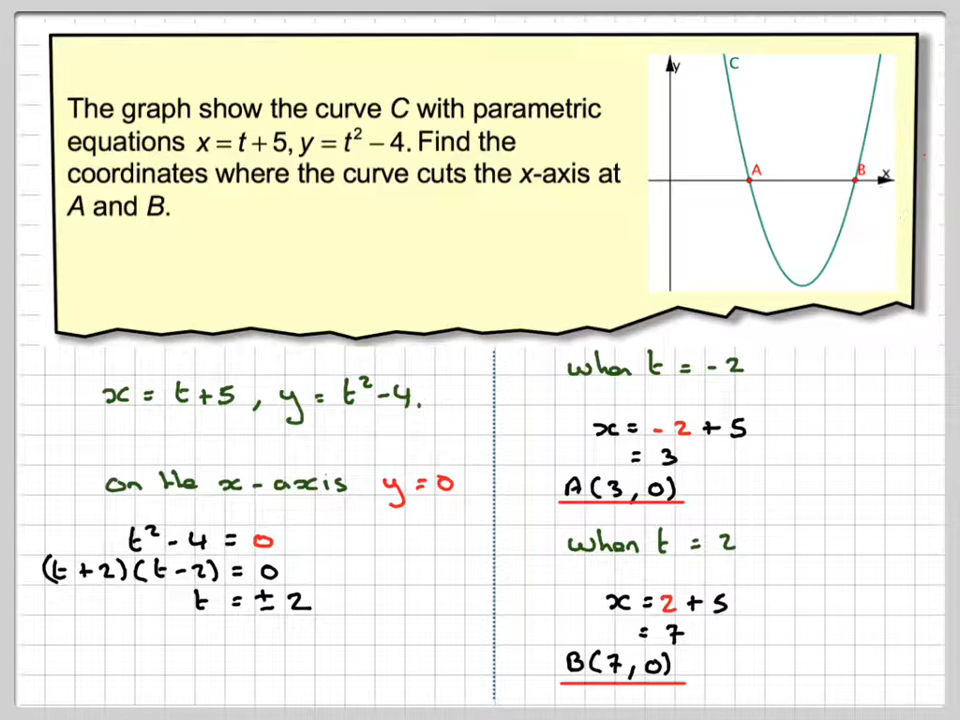 The graph show the curve C with parametric
equations x = t + 5, y = t² – 4. Find the
coordinates where the curve cuts the x-axis at
A and B.
y
C
A
B
x
x = t + 5 , y = t² - 4.
on the x - axis y = 0
t² - 4 = 0
(t + 2)(t - 2) = 0
t = ± 2
when t = - 2
x = - 2 + 5
= 3
A(3, 0)
when t = 2
x = 2 + 5
= 7
B(7, 0)